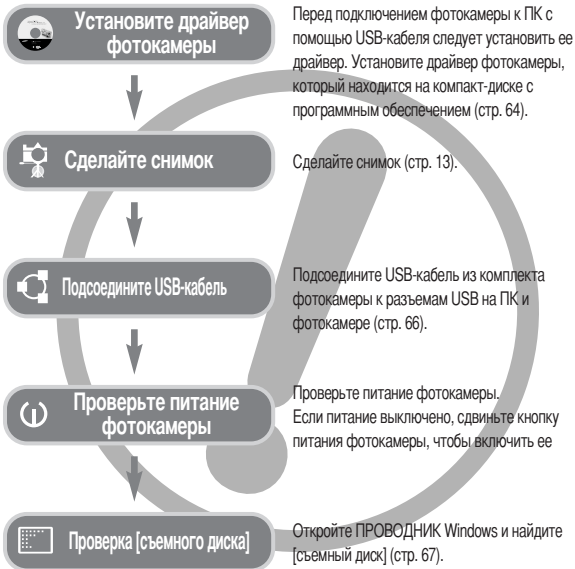 Установите драйвер
фотокамеры
Перед подключением фотокамеры к ПК с
помощью USB-кабеля следует установить ее
драйвер. Установите драйвер фотокамеры,
который находится на компакт-диске с
программным обеспечением (стр. 64).
Сделайте снимок
Сделайте снимок (стр. 13).
Подсоедините USB-кабель
Подсоедините USB-кабель из комплекта
фотокамеры к разъемам USB на ПК и
фотокамере (стр. 66).
Проверьте питание
фотокамеры
Проверьте питание фотокамеры.
Если питание выключено, сдвиньте кнопку
питания фотокамеры, чтобы включить ее
Проверка [съемного диска]
Откройте ПРОВОДНИК Windows и найдите
[съемный диск] (стр. 67).